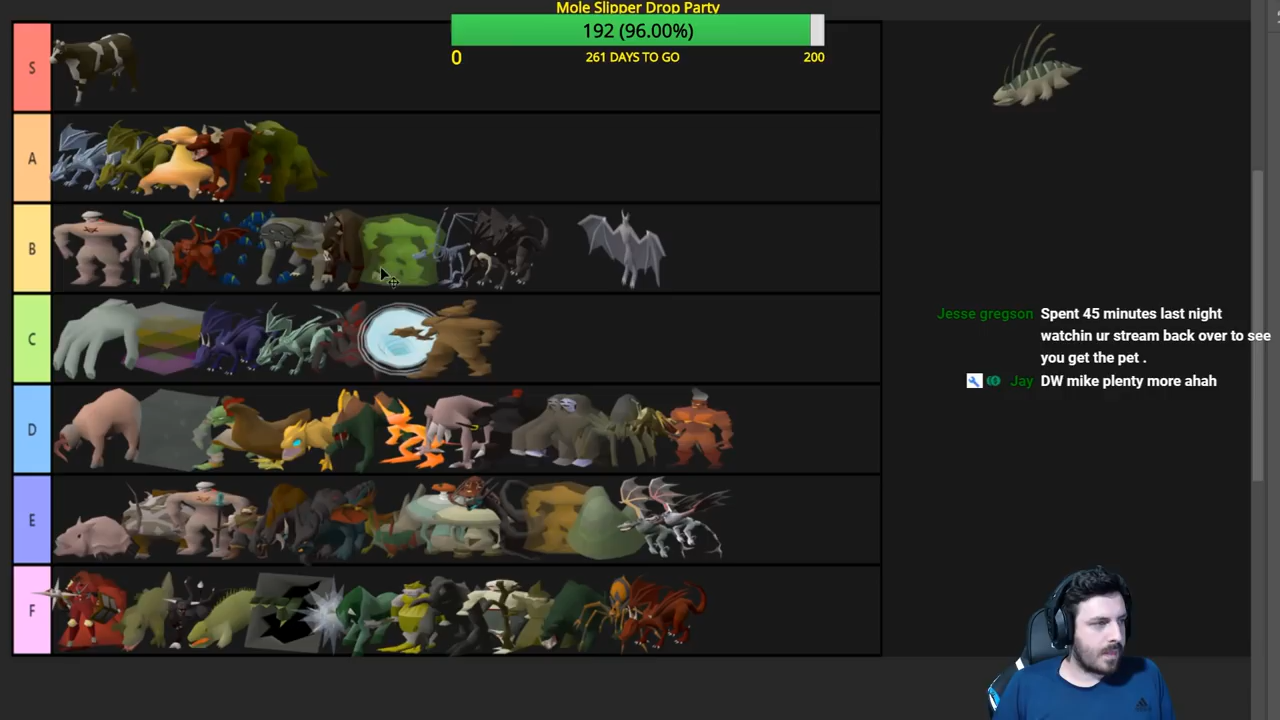 Mole Slipper Drop Party
192 (96.00%)
0
261 DAYS TO GO
200
S
A
B
C
D
E
F
Jesse gregson Spent 45 minutes last night
watchin ur stream back over to see
you get the pet .
Jay DW mike plenty more ahah